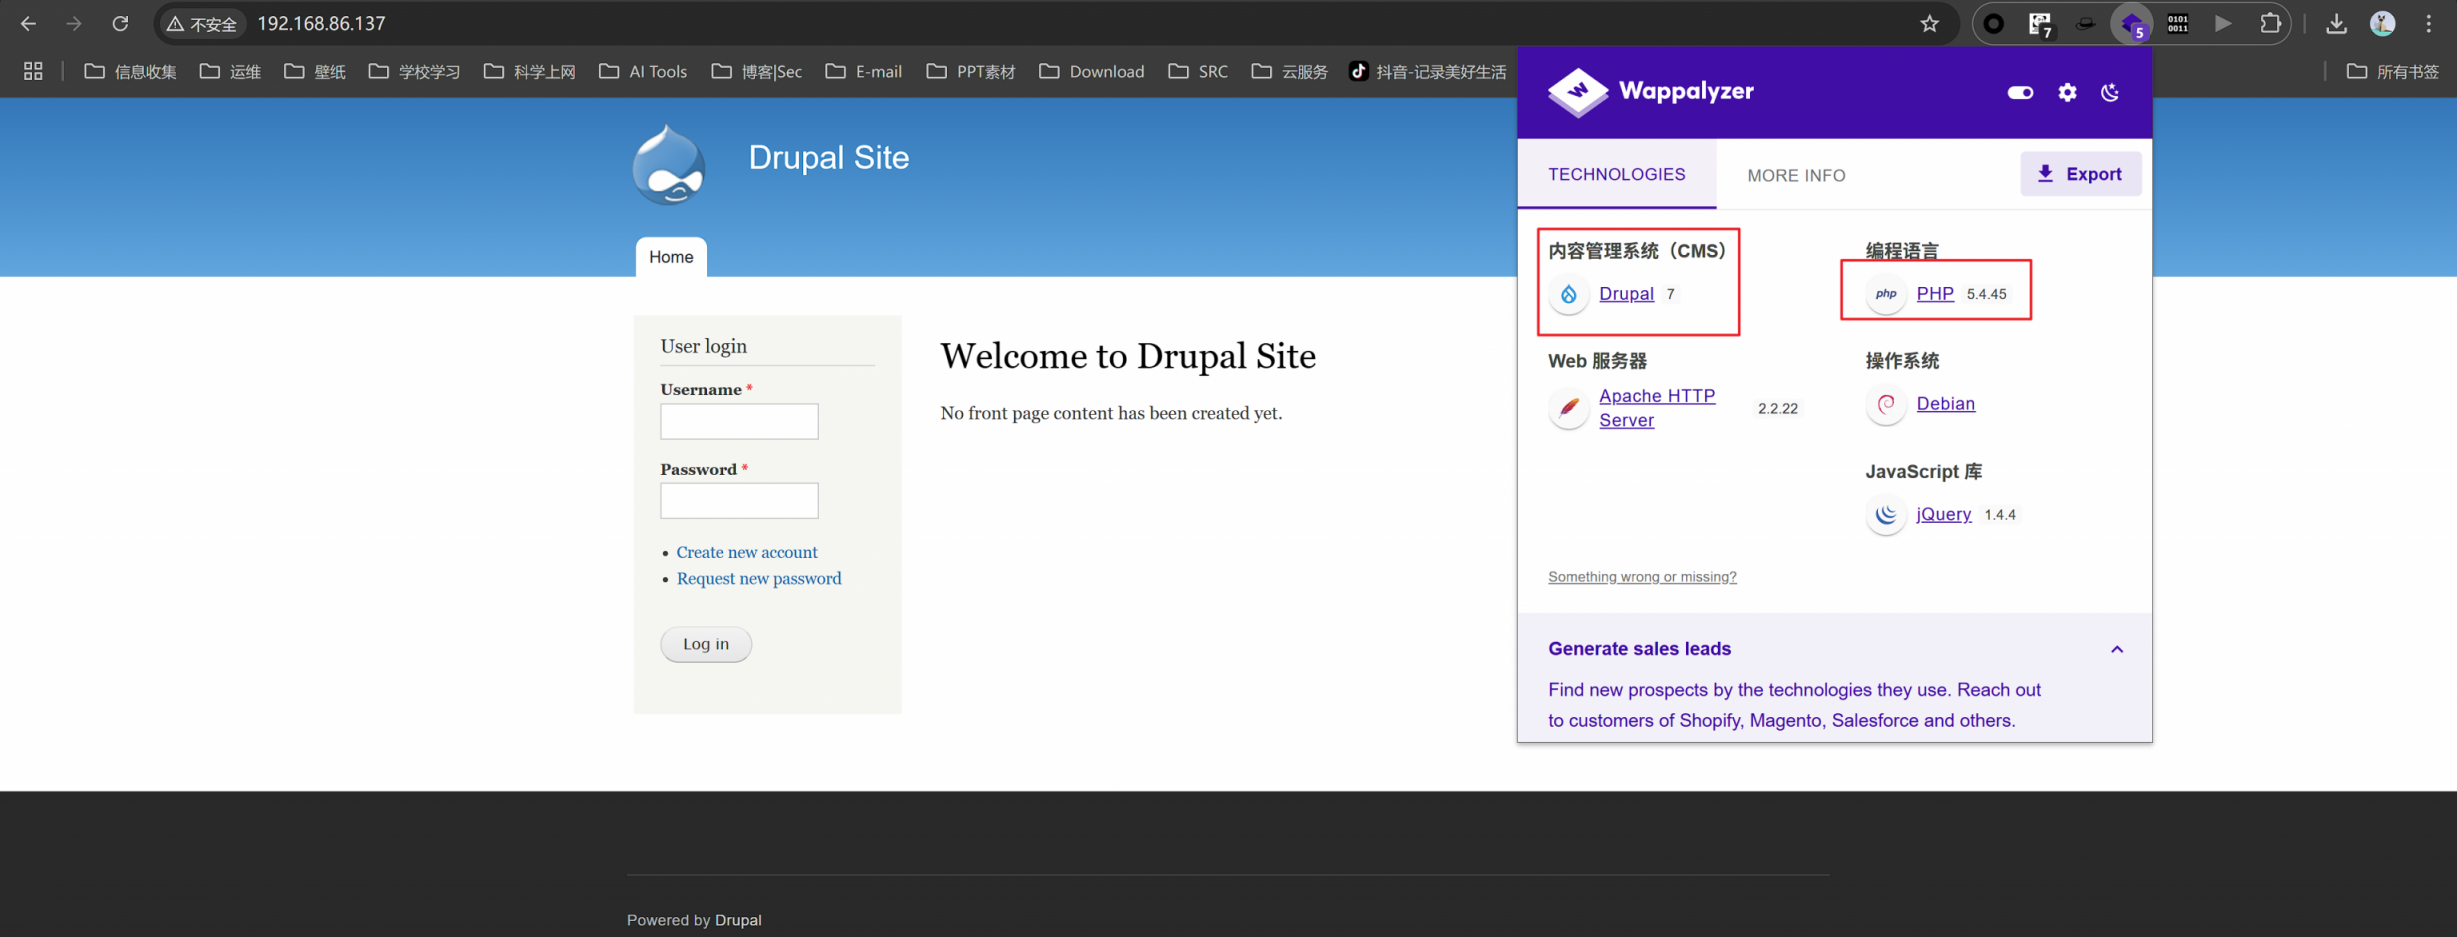 不安全 192.168.86.137
7
5
0101
0011
信息收集 运维 壁纸 学校学习 科学上网 AI Tools 博客|Sec E-mail PPT素材 Download SRC 云服务 抖音-记录美好生活 所有书签
Drupal Site
Home
User login
Username *
Password *
Create new account
Request new password
Log in
Welcome to Drupal Site
No front page content has been created yet.
Powered by Drupal
W Wappalyzer
TECHNOLOGIES MORE INFO Export
内容管理系统（CMS）
Drupal 7
编程语言
php PHP 5.4.45
Web 服务器
Apache HTTP
Server
2.2.22
操作系统
Debian
JavaScript 库
jQuery 1.4.4
Something wrong or missing?
Generate sales leads
Find new prospects by the technologies they use. Reach out
to customers of Shopify, Magento, Salesforce and others.